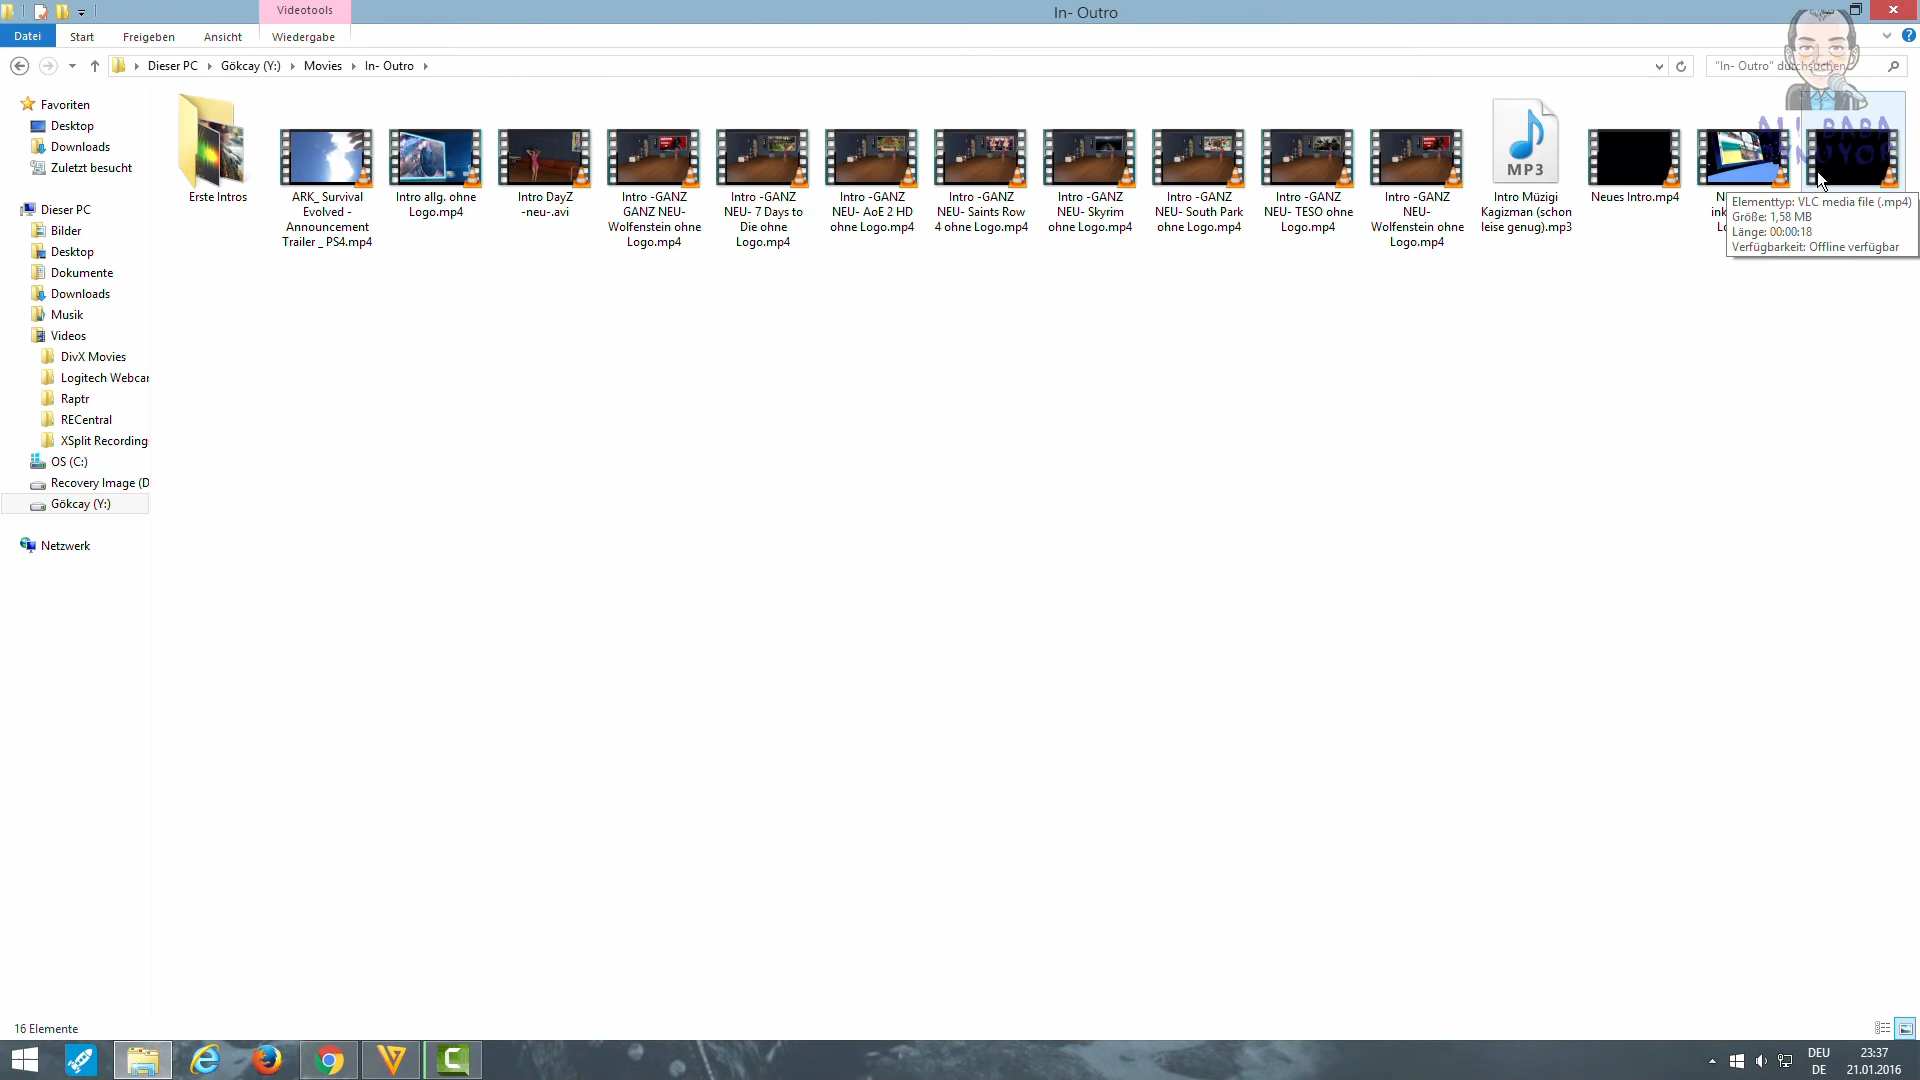 Videotools
In- Outro
Datei
Start
Freigeben
Ansicht
Wiedergabe
Dieser PC
Gökcay (Y:)
Movies
In- Outro
"In- Outro" durchsuchen
Favoriten
Desktop
Downloads
Zuletzt besucht
Dieser PC
Bilder
Desktop
Dokumente
Downloads
Musik
Videos
DivX Movies
Logitech Webcar
Raptr
RECentral
XSplit Recording
OS (C:)
Recovery Image (D
Gökcay (Y:)
Netzwerk
Erste Intros
ARK_ Survival
Evolved -
Announcement
Trailer _ PS4.mp4
Intro allg. ohne
Logo.mp4
Intro DayZ
-neu-.avi
Intro -GANZ
GANZ NEU-
Wolfenstein ohne
Logo.mp4
Intro -GANZ
NEU- 7 Days to
Die ohne
Logo.mp4
Intro -GANZ
NEU- AoE 2 HD
ohne Logo.mp4
Intro -GANZ
NEU- Saints Row
4 ohne Logo.mp4
Intro -GANZ
NEU- Skyrim
ohne Logo.mp4
Intro -GANZ
NEU- South Park
ohne Logo.mp4
Intro -GANZ
NEU- TESO ohne
Logo.mp4
Intro -GANZ
NEU-
Wolfenstein ohne
Logo.mp4
MP3
Intro Müzigi
Kagizman (schon
leise genug).mp3
Neues Intro.mp4
ALI BABA
OYNUYOR
Elementtyp: VLC media file (.mp4)
Größe: 1,58 MB
Länge: 00:00:18
Verfügbarkeit: Offline verfügbar
16 Elemente
DEU
DE
23:37
21.01.2016